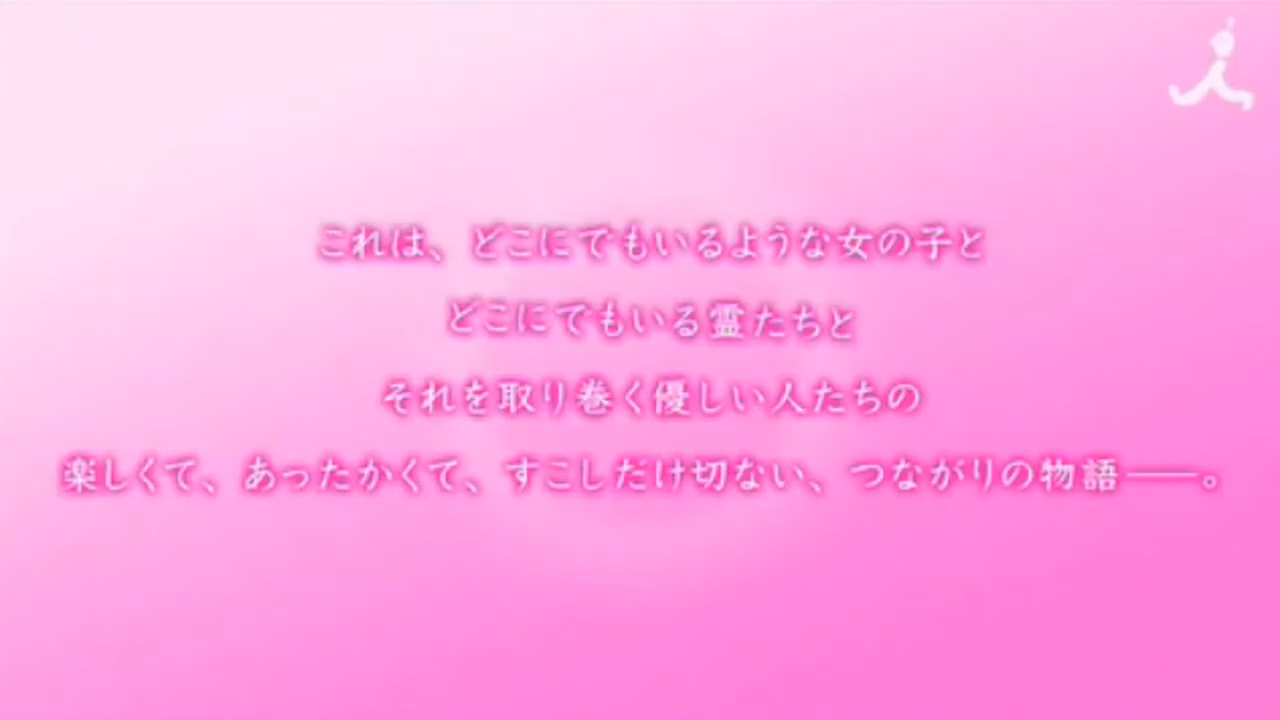 これは、どこにでもいるような女の子と
どこにでもいる霊たちと
それを取り巻く優しい人たちの
楽しくて、あったかくて、すこしだけ切ない、つながりの物語――。